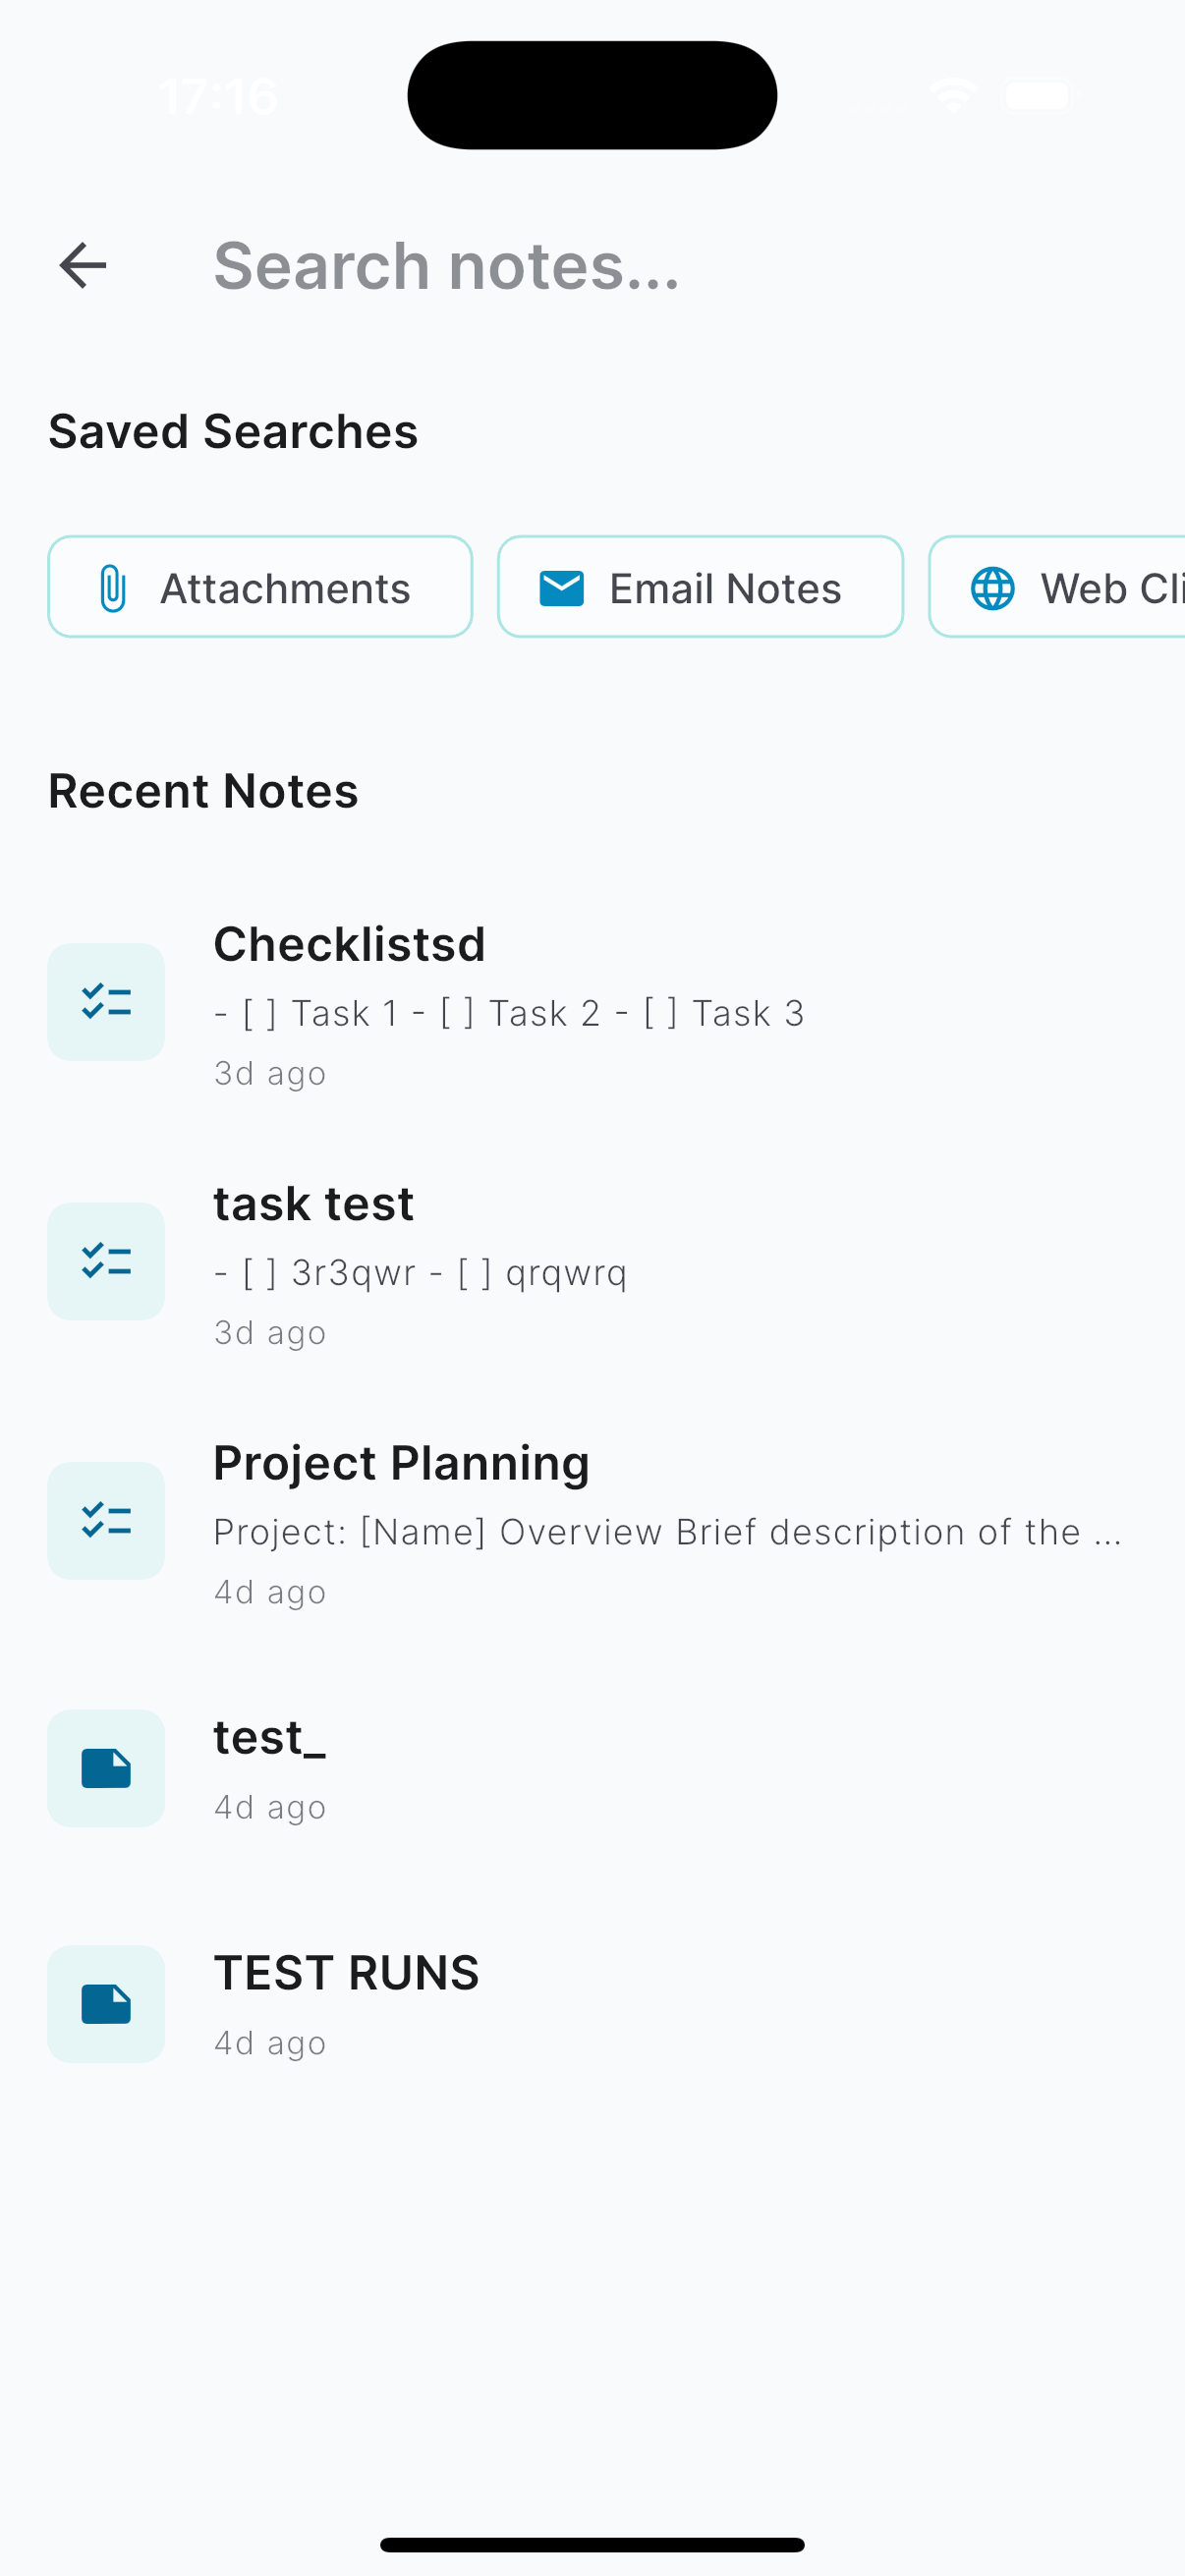 17:16
Search notes...
Saved Searches
Attachments
Email Notes
Web Cli
Recent Notes
Checklistsd
- [ ] Task 1 - [ ] Task 2 - [ ] Task 3
3d ago
task test
- [ ] 3r3qwr - [ ] qrqwrq
3d ago
Project Planning
Project: [Name] Overview Brief description of the ...
4d ago
test_
4d ago
TEST RUNS
4d ago